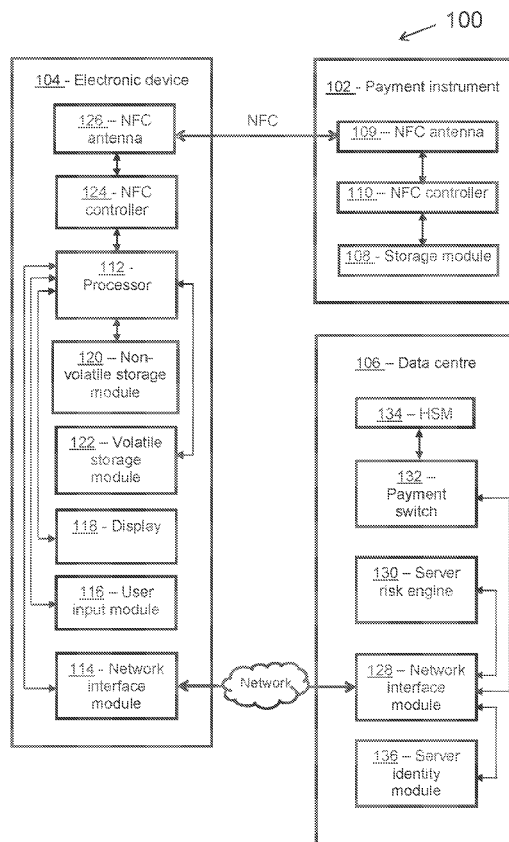 100
104 - Electronic device
126 – NFC
antenna
124 – NFC
controller
112 -
Processor
120 – Non-
volatile storage
module
122 – Volatile
storage
module
118 - Display
116 – User
input module
114 - Network
interface
module
NFC
Network
102 - Payment instrument
109 – NFC antenna
110 – NFC controller
108 - Storage module
106 – Data centre
134 – HSM
132 –
Payment
switch
130 – Server
risk engine
128 – Network
interface
module
136 – Server
identity module